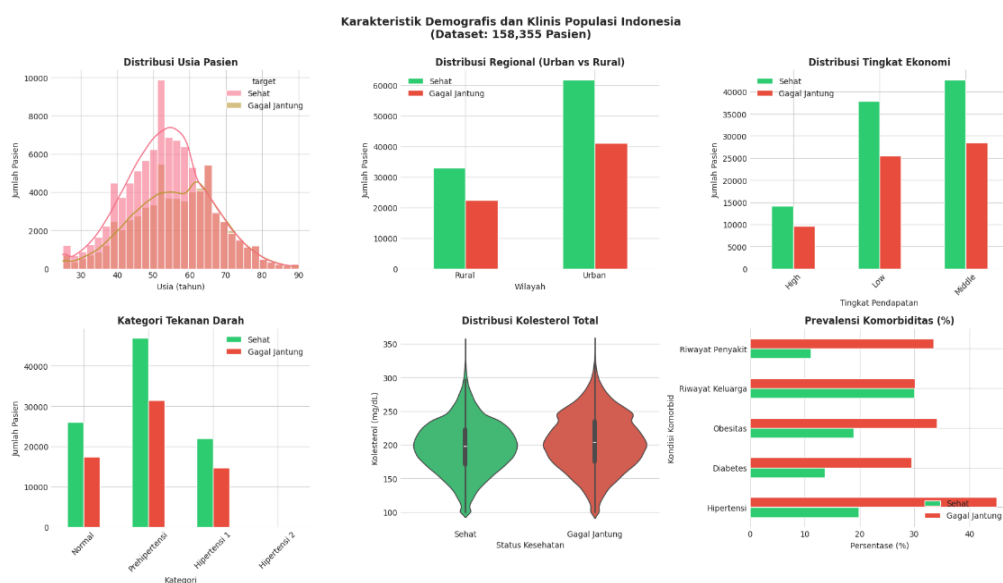 Karakteristik Demografis dan Klinis Populasi Indonesia
(Dataset: 158,355 Pasien)
Distribusi Usia Pasien
target
Sehat
Gagal Jantung
Jumlah Pasien
10000
8000
6000
4000
2000
0
30 40 50 60 70 80 90
Usia (tahun)
Distribusi Regional (Urban vs Rural)
Sehat
Gagal Jantung
Jumlah Pasien
60000
50000
40000
30000
20000
10000
0
Rural Urban
Wilayah
Distribusi Tingkat Ekonomi
Sehat
Gagal Jantung
Jumlah Pasien
40000
35000
30000
25000
20000
15000
10000
5000
0
High Low Middle
Tingkat Pendapatan
Kategori Tekanan Darah
Sehat
Gagal Jantung
Jumlah Pasien
40000
30000
20000
10000
0
Normal Prehipertensi Hipertensi 1 Hipertensi 2
Kategori
Distribusi Kolesterol Total
Kolesterol (mg/dL)
350
300
250
200
150
100
Sehat Gagal Jantung
Status Kesehatan
Prevalensi Komorbiditas (%)
Kondisi Komorbid
Riwayat Penyakit
Riwayat Keluarga
Obesitas
Diabetes
Hipertensi
Sehat
Gagal Jantung
0 10 20 30 40
Persentase (%)